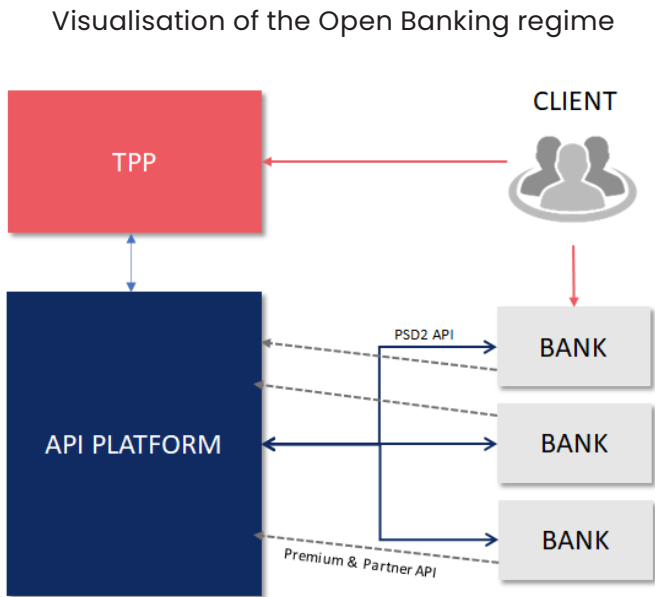 Visualisation of the Open Banking regime
CLIENT
TPP
PSD2 API
BANK
API PLATFORM
BANK
BANK
Premium & Partner API